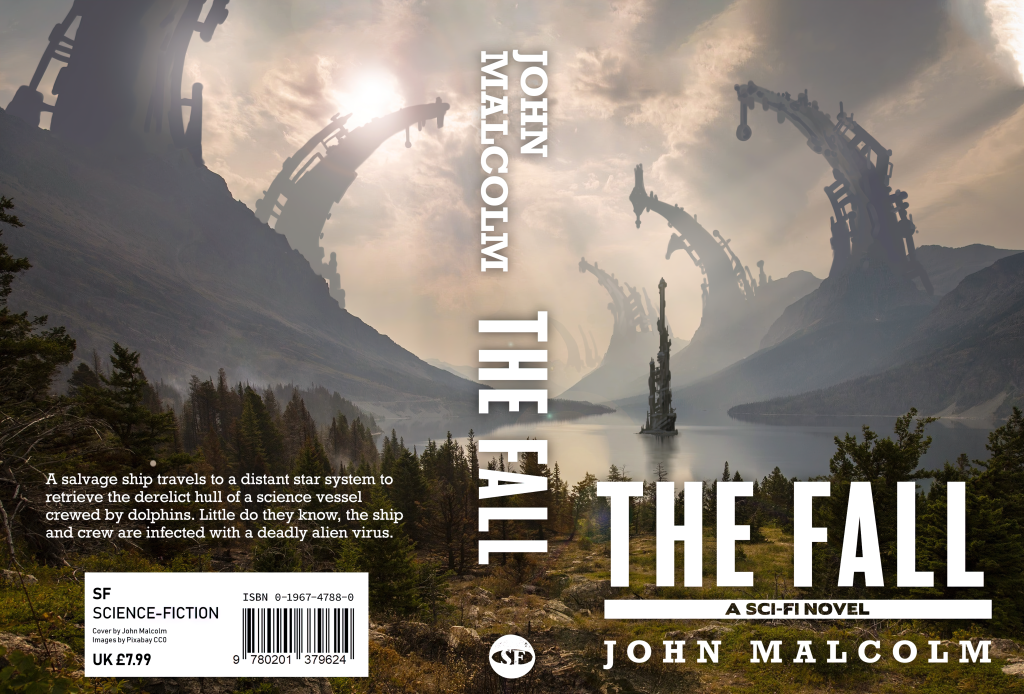 A salvage ship travels to a distant star system to
retrieve the derelict hull of a science vessel
crewed by dolphins. Little do they know, the ship
and crew are infected with a deadly alien virus.
SF
SCIENCE-FICTION
Cover by John Malcolm
Images by Pixabay CC0
UK £7.99
ISBN 0-1967-4788-0
9 780201 379624
JOHN
MALCOLM
THE FALL
SF
THE FALL
A SCI-FI NOVEL
JOHN MALCOLM